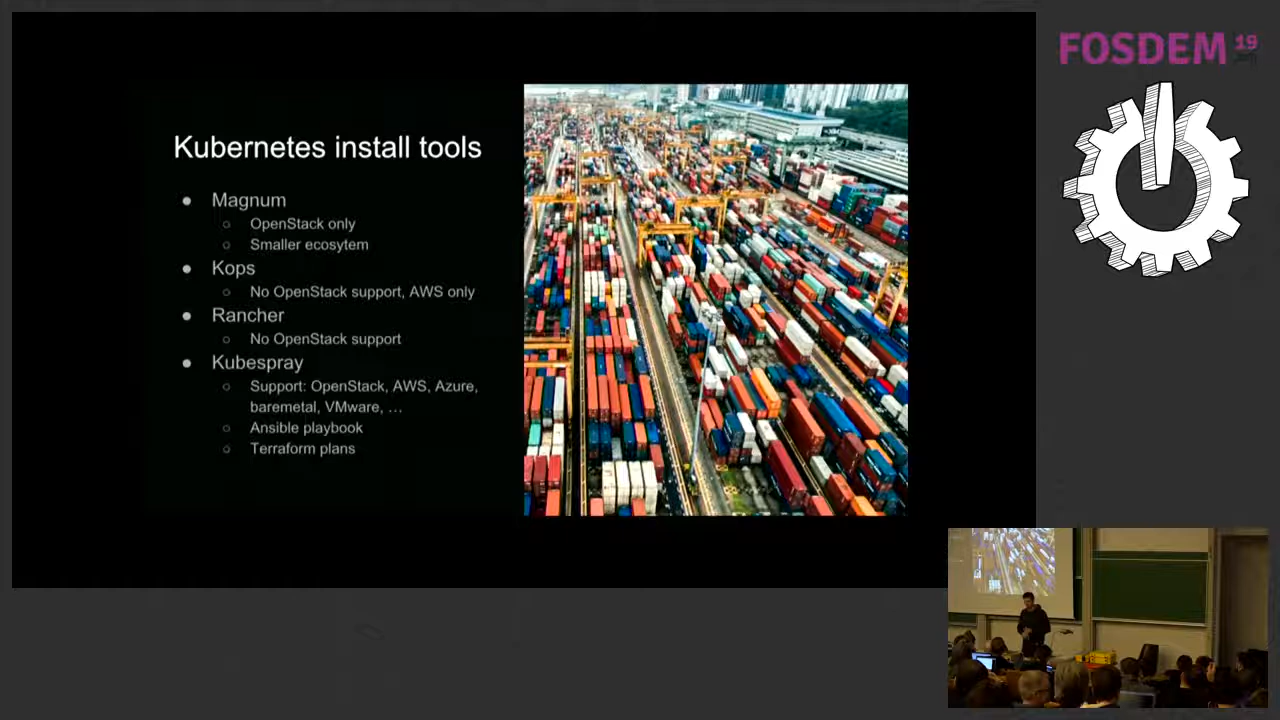 Kubernetes install tools
● Magnum
○ OpenStack only
○ Smaller ecosytem
● Kops
○ No OpenStack support, AWS only
● Rancher
○ No OpenStack support
● Kubespray
○ Support: OpenStack, AWS, Azure,
baremetal, VMware, …
○ Ansible playbook
○ Terraform plans
FOSDEM 19